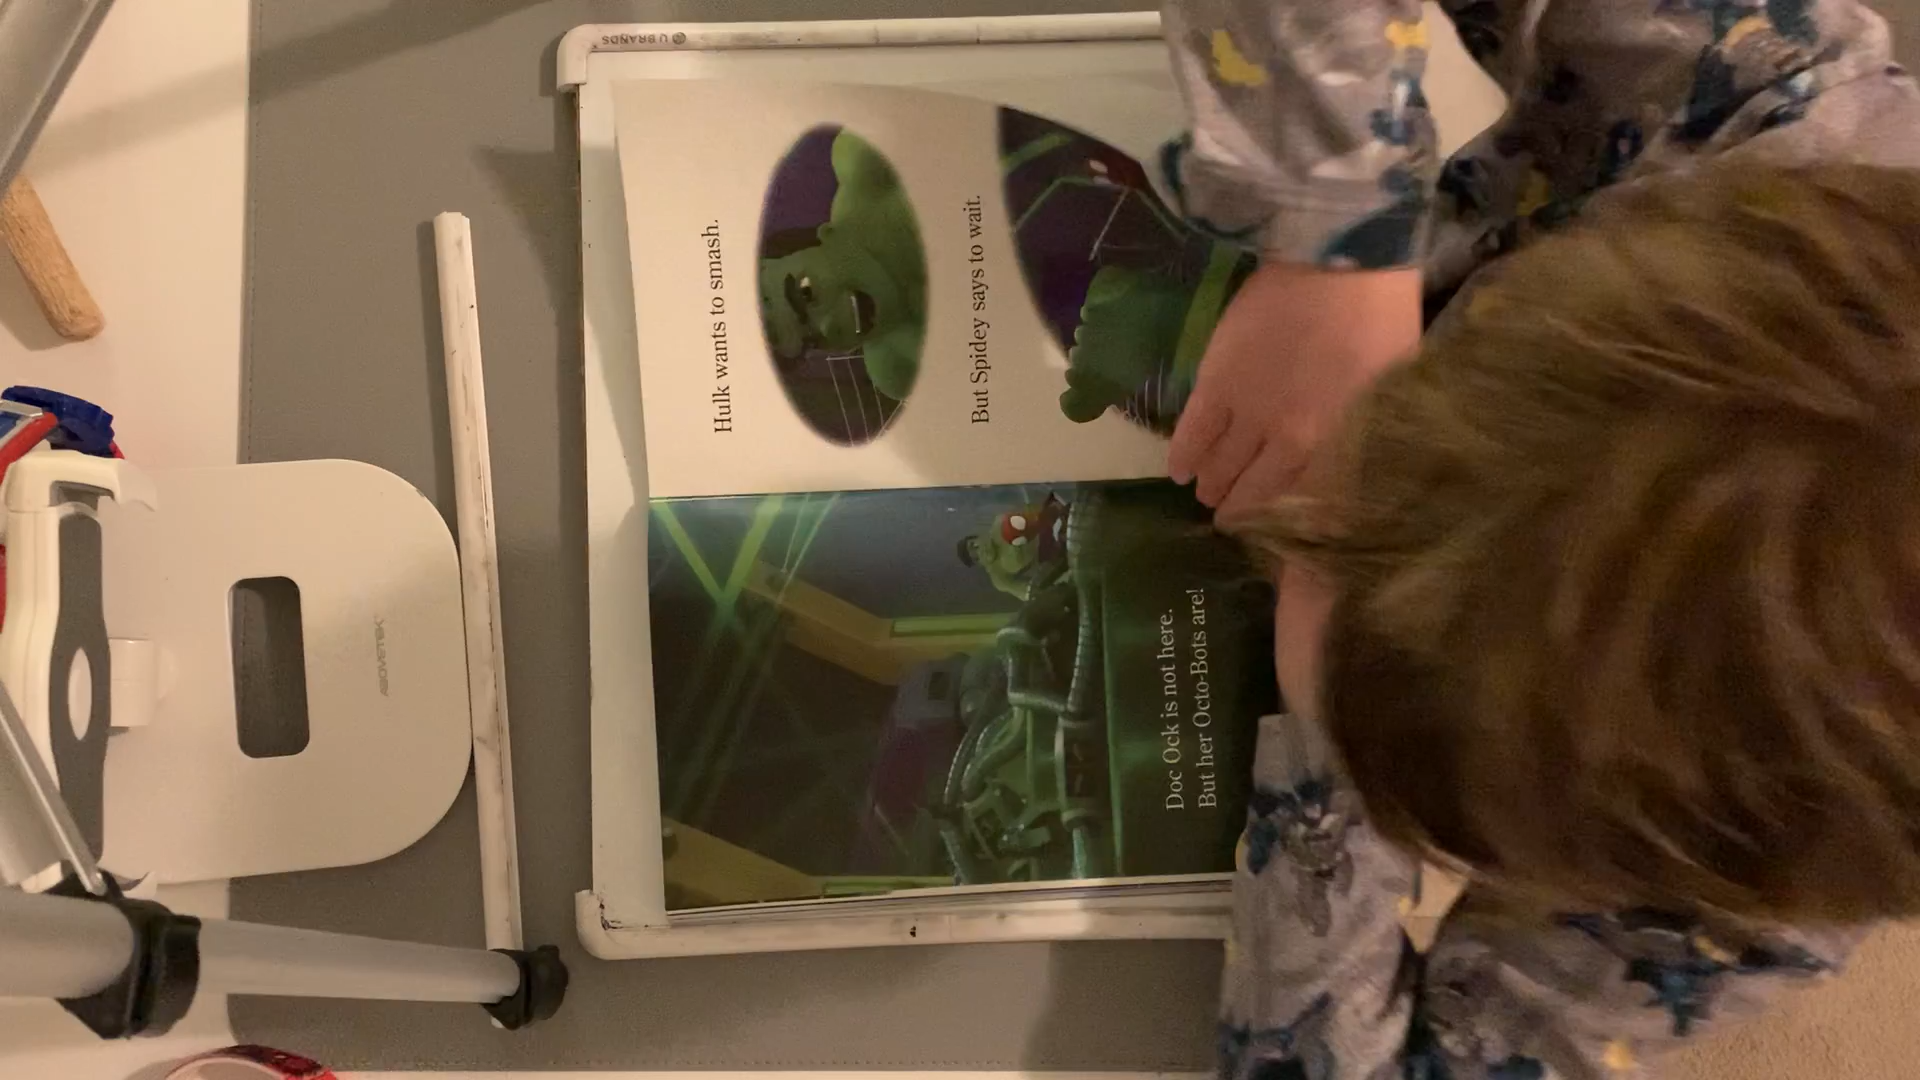 U BRANDS
Doc Ock is not here.
But her Octo-Bots are!
Hulk wants to smash.
But Spidey says to wait.
ABOVETEK